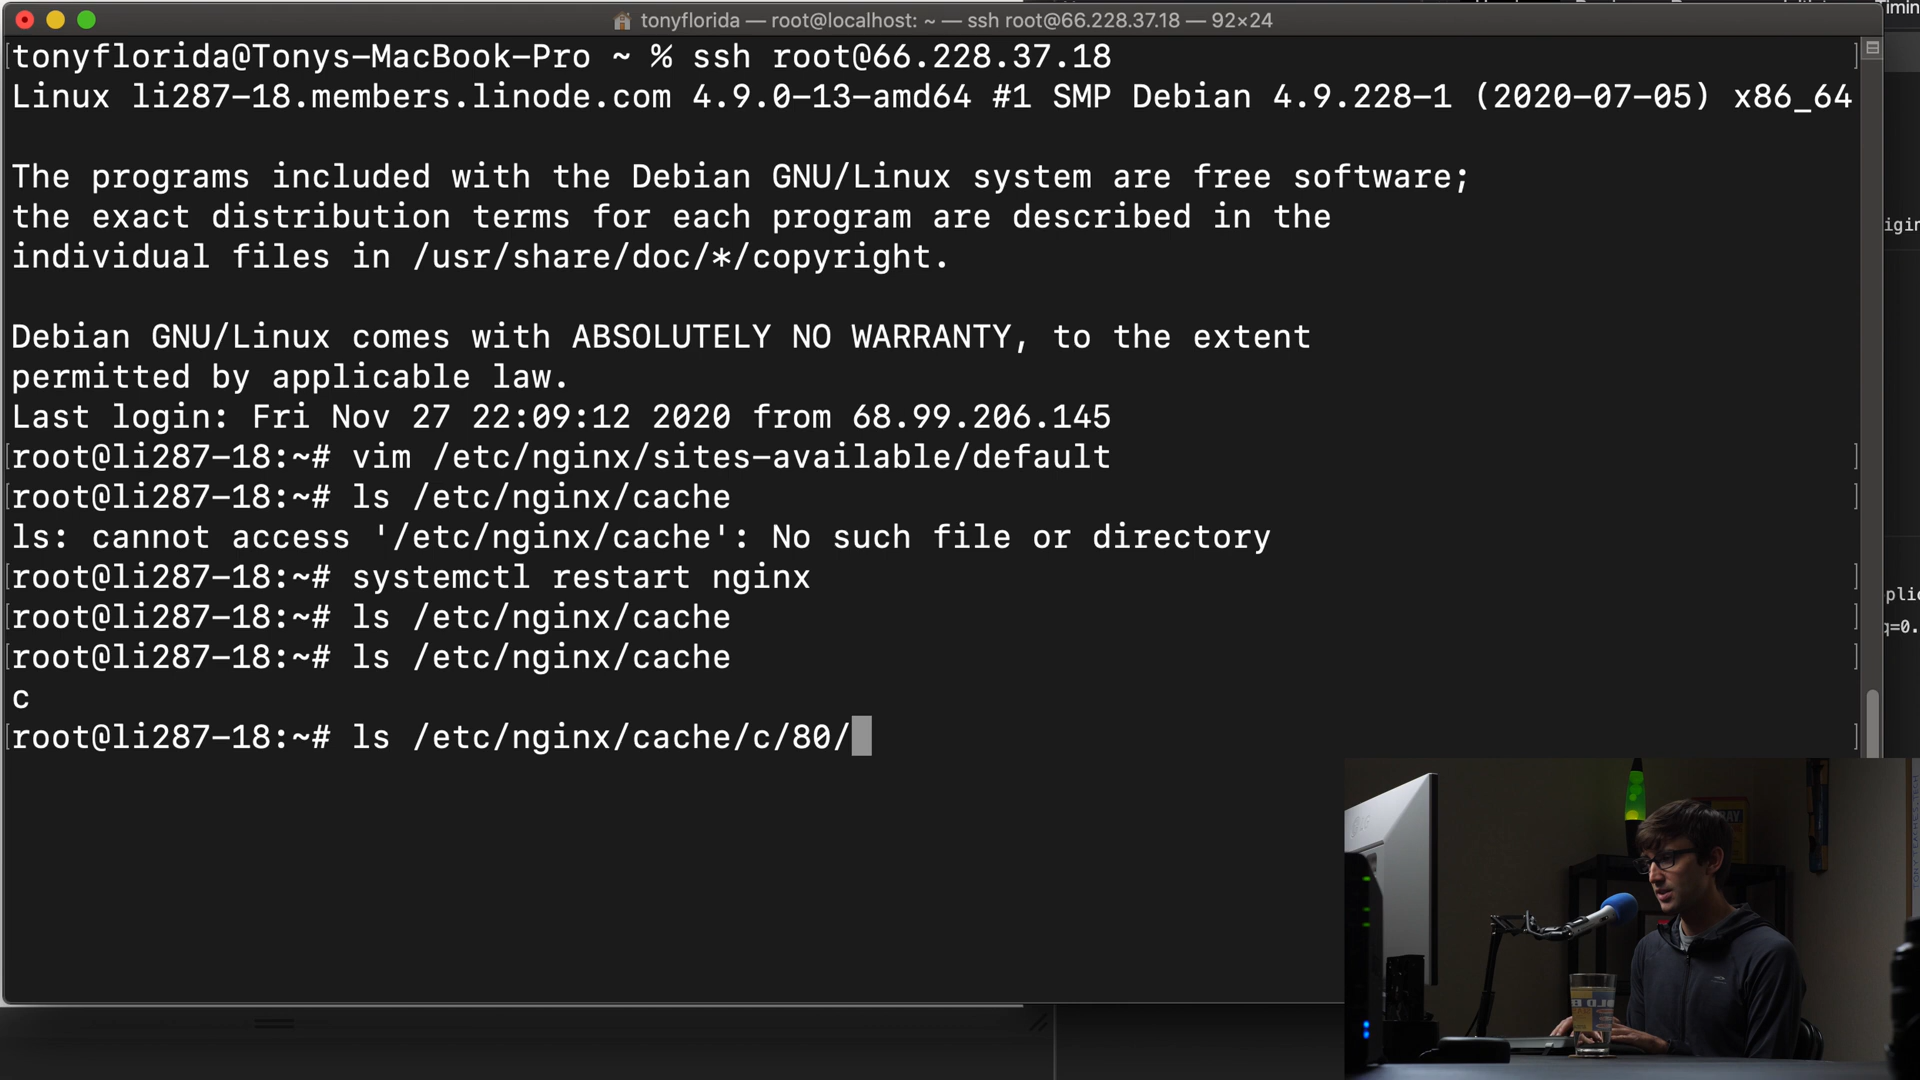 tonyflorida — root@localhost: ~ — ssh root@66.228.37.18 — 92×24
tonyflorida@Tonys-MacBook-Pro ~ % ssh root@66.228.37.18
Linux li287-18.members.linode.com 4.9.0-13-amd64 #1 SMP Debian 4.9.228-1 (2020-07-05) x86_64
The programs included with the Debian GNU/Linux system are free software;
the exact distribution terms for each program are described in the
individual files in /usr/share/doc/*/copyright.
Debian GNU/Linux comes with ABSOLUTELY NO WARRANTY, to the extent
permitted by applicable law.
Last login: Fri Nov 27 22:09:12 2020 from 68.99.206.145
root@li287-18:~# vim /etc/nginx/sites-available/default
root@li287-18:~# ls /etc/nginx/cache
ls: cannot access '/etc/nginx/cache': No such file or directory
root@li287-18:~# systemctl restart nginx
root@li287-18:~# ls /etc/nginx/cache
root@li287-18:~# ls /etc/nginx/cache
c
root@li287-18:~# ls /etc/nginx/cache/c/80/